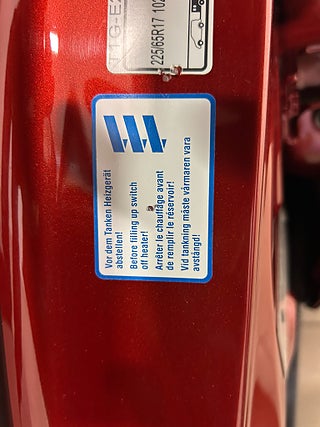 225/65R17 102
Vor dem Tanken Heizgerät
abstellen!
Before filling up switch
off heater!
Arrêter le chauffage avant
de remplir le réservoir!
Vid tankning måste värmaren vara
avstängd!